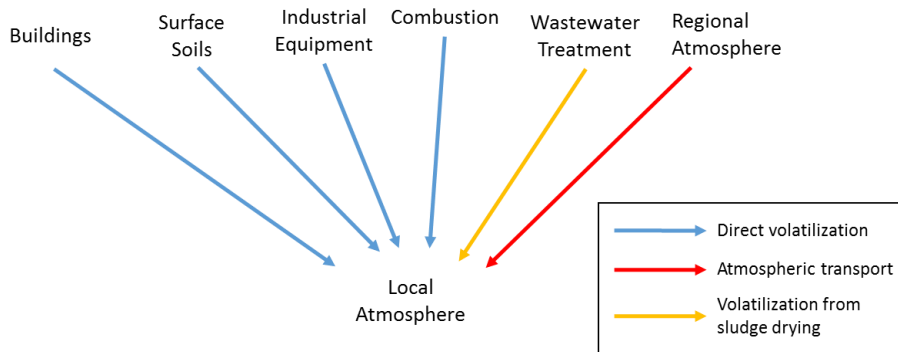 Buildings
Surface
Soils
Industrial
Equipment
Combustion
Wastewater
Treatment
Regional
Atmosphere
Local
Atmosphere
Direct volatilization
Atmospheric transport
Volatilization from
sludge drying